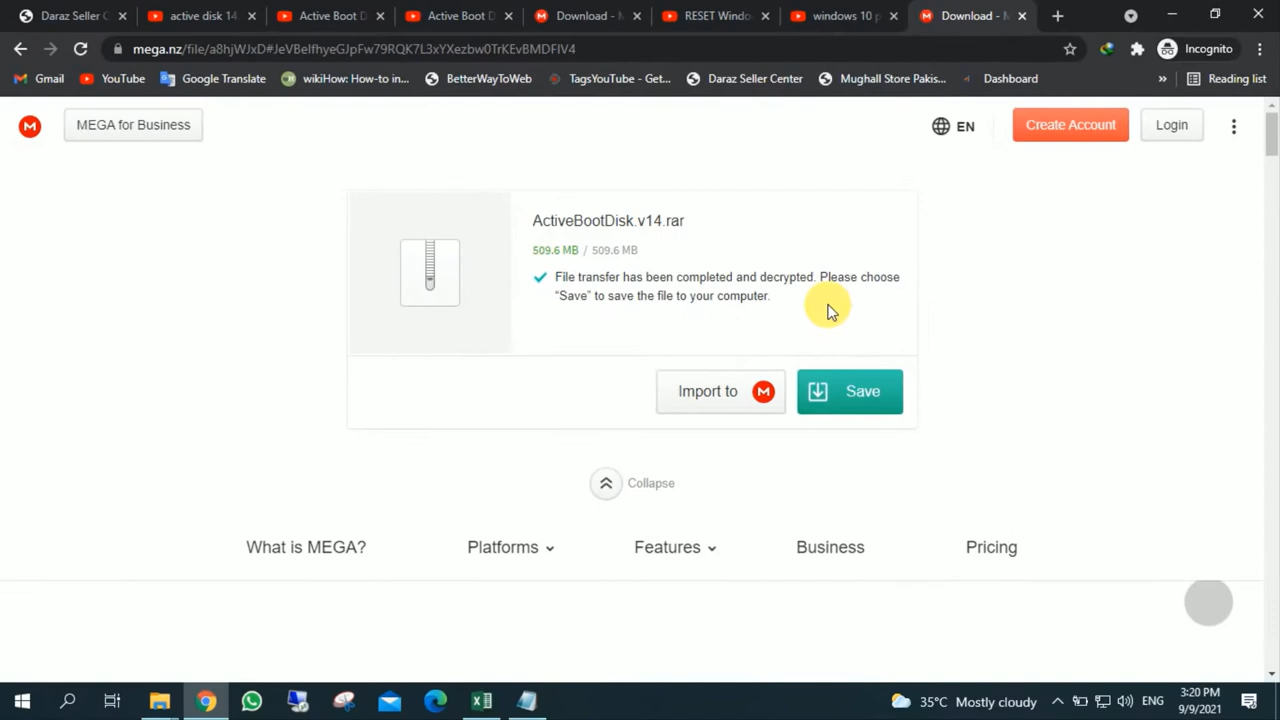 Daraz Seller C
active disk 14
Active Boot D
Active Boot D
Download -
RESET Windo
windows 10 p
Download -
mega.nz/file/a8hjWJxD#JeVBeIfhyeGJpFw79RQK7L3xYXezbw0TrKEvBMDFIV4
Incognito
Gmail
YouTube
Google Translate
wikiHow: How-to in...
BetterWayToWeb
TagsYouTube - Get...
Daraz Seller Center
Mughall Store Pakis...
Dashboard
»
Reading list
M
MEGA for Business
EN
Create Account
Login
ActiveBootDisk.v14.rar
509.6 MB / 509.6 MB
File transfer has been completed and decrypted. Please choose
“Save” to save the file to your computer.
Import to M
Save
Collapse
What is MEGA?
Platforms
Features
Business
Pricing
35°C Mostly cloudy
ENG
3:20 PM
9/9/2021